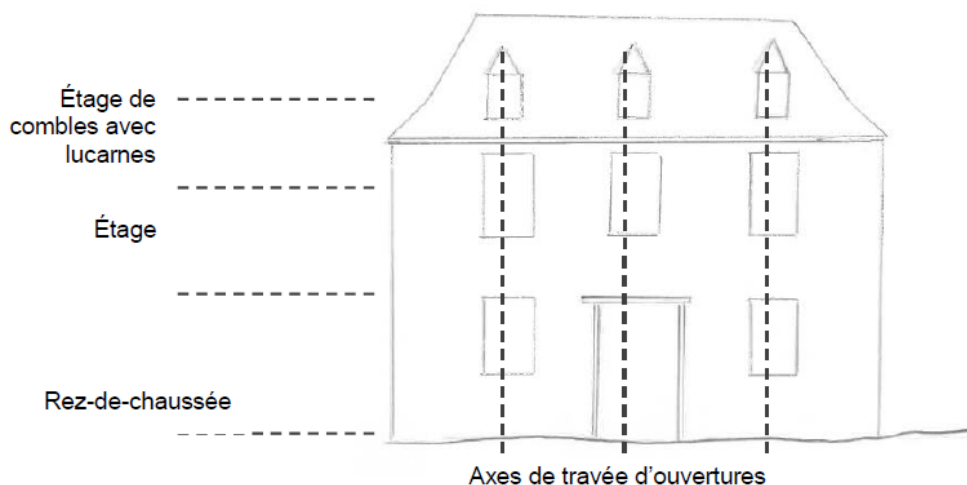 Étage de
combles avec
lucarnes
Étage
Rez-de-chaussée
Axes de travée d'ouvertures